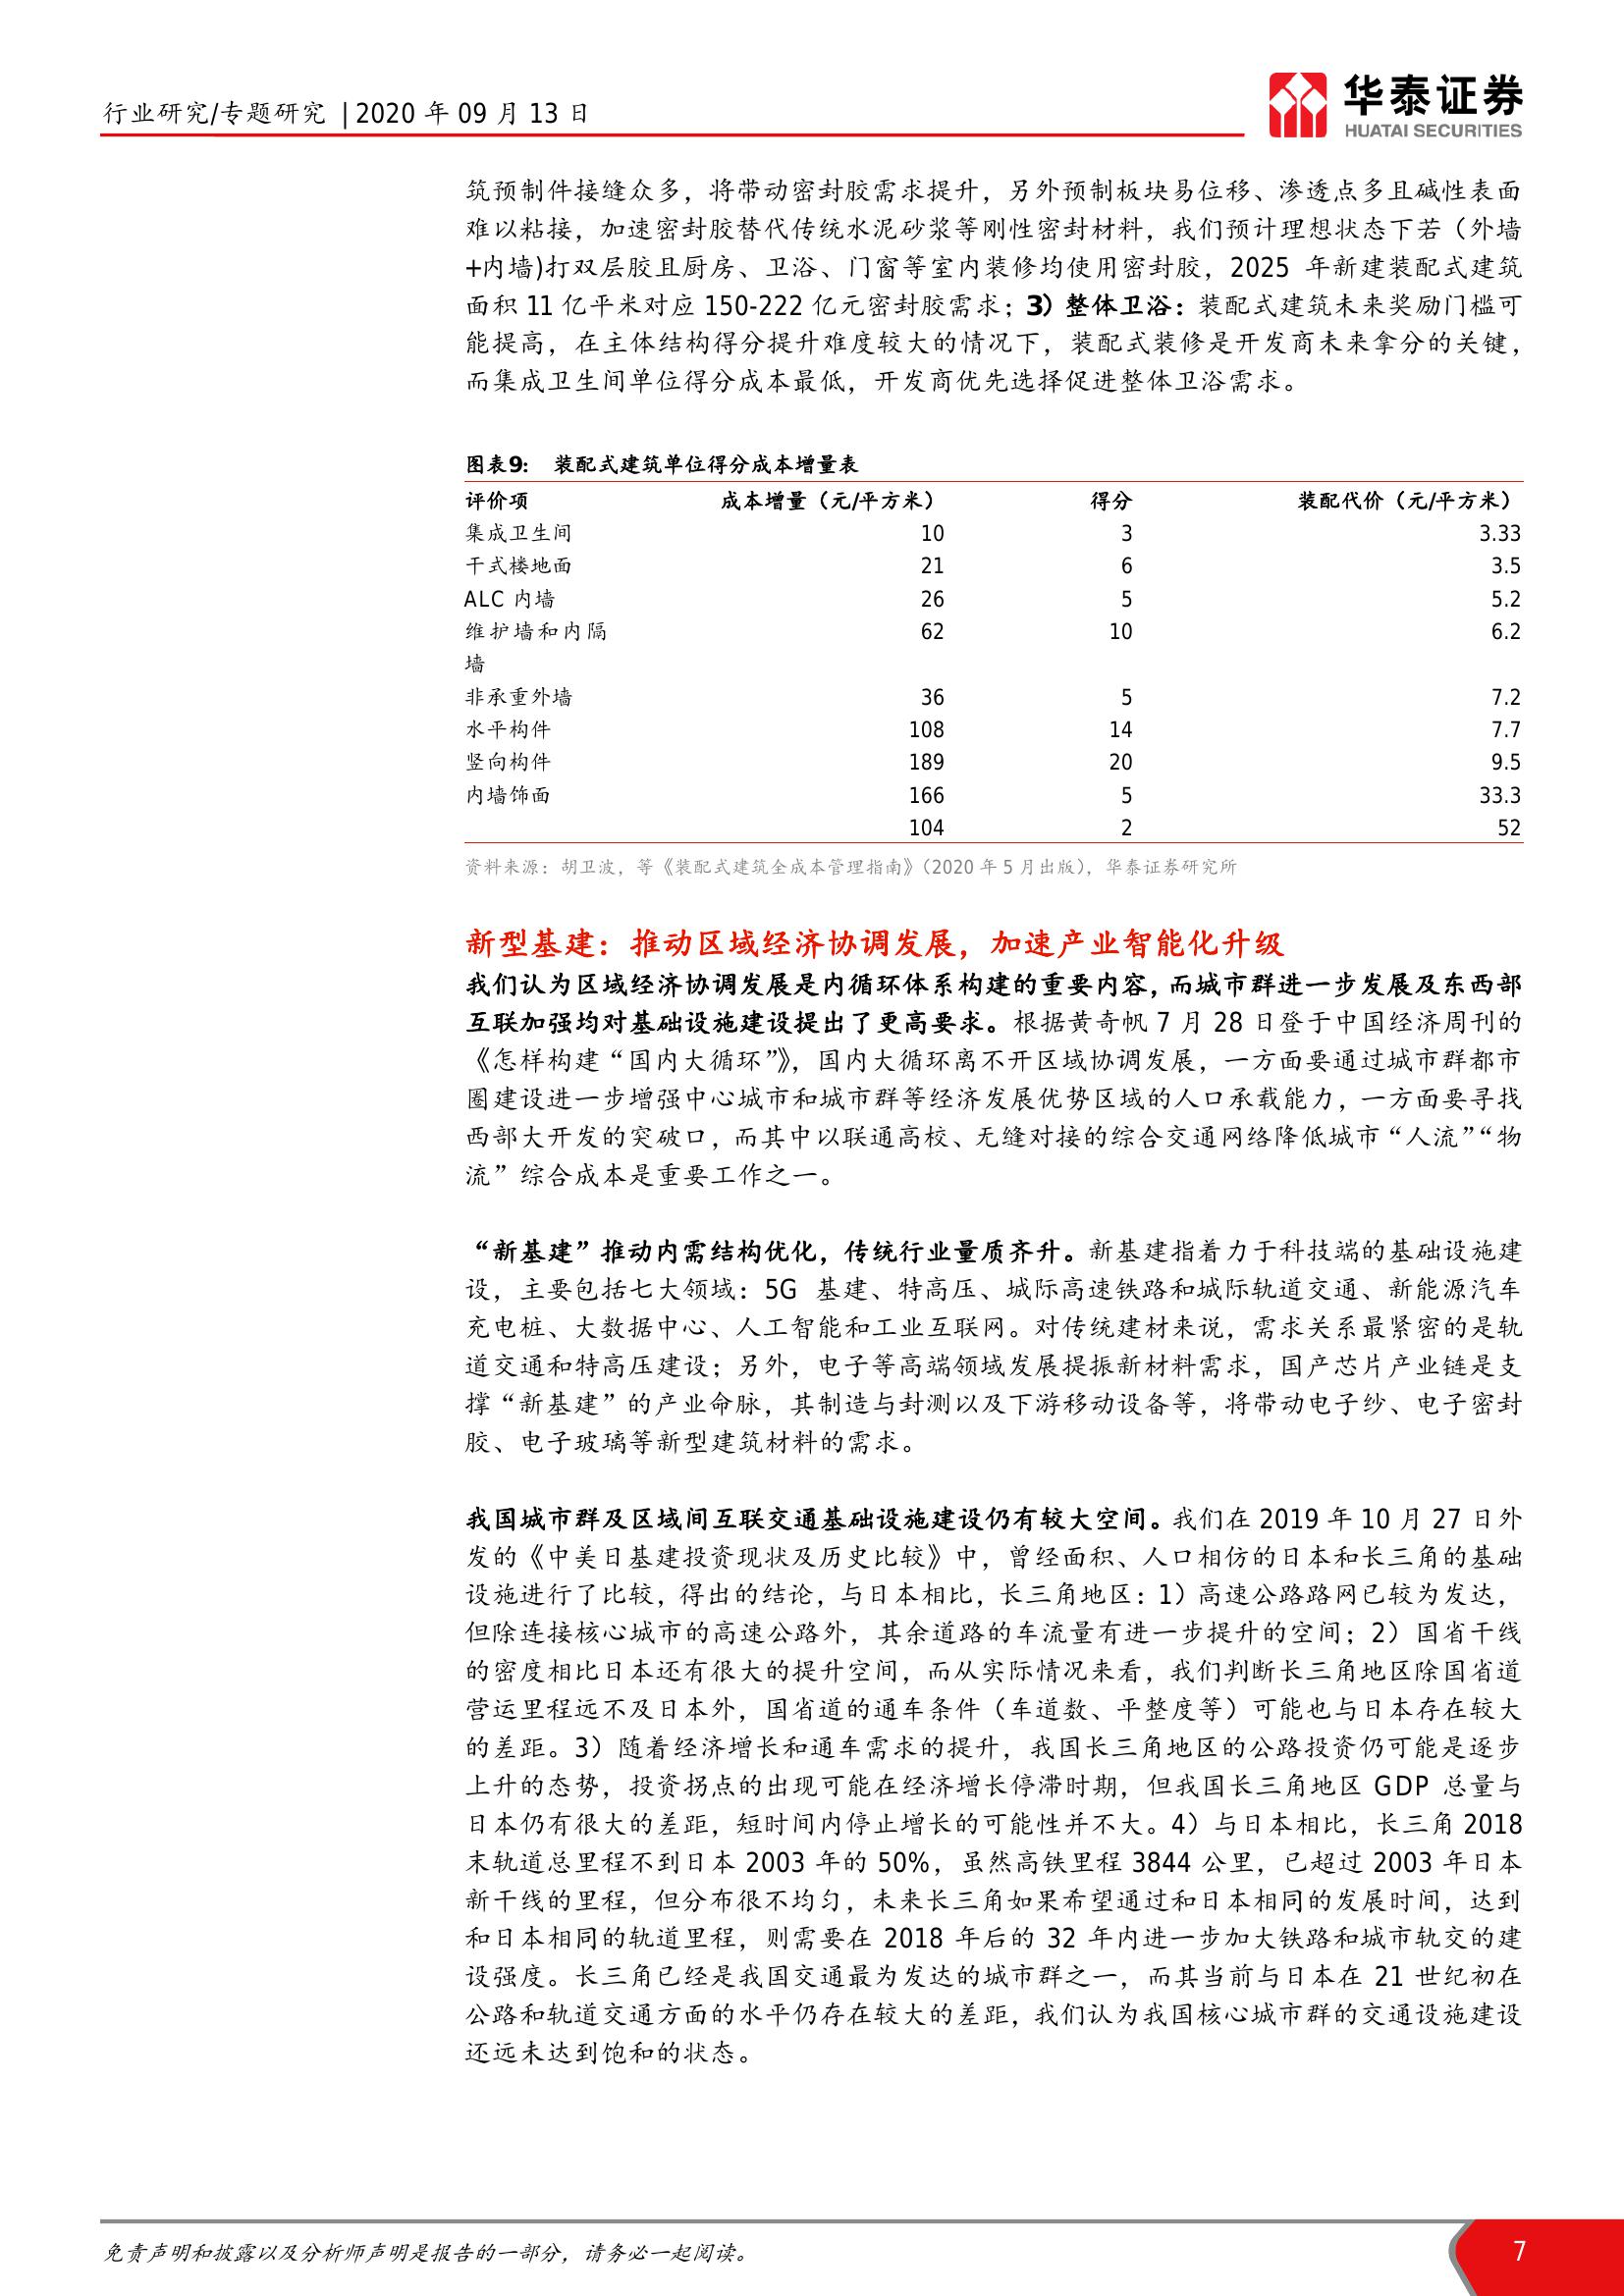 行业研究/专题研究 | 2020 年 09 月 13 日
华泰证券
HUATAI SECURITIES
筑预制件接缝众多，将带动密封胶需求提升，另外预制板块易位移、渗透点多且碱性表面
难以粘接，加速密封胶替代传统水泥砂浆等刚性密封材料，我们预计理想状态下若（外墙
+内墙)打双层胶且厨房、卫浴、门窗等室内装修均使用密封胶，2025 年新建装配式建筑
面积 11 亿平米对应 150-222 亿元密封胶需求；3）整体卫浴：装配式建筑未来奖励门槛可
能提高，在主体结构得分提升难度较大的情况下，装配式装修是开发商未来拿分的关键，
而集成卫生间单位得分成本最低，开发商优先选择促进整体卫浴需求。
图表9： 装配式建筑单位得分成本增量表
评价项 成本增量（元/平方米） 得分 装配代价（元/平方米）
集成卫生间 10 3 3.33
干式楼地面 21 6 3.5
ALC 内墙 26 5 5.2
维护墙和内隔 62 10 6.2
墙
非承重外墙 36 5 7.2
水平构件 108 14 7.7
竖向构件 189 20 9.5
内墙饰面 166 5 33.3
104 2 52
资料来源：胡卫波，等《装配式建筑全成本管理指南》（2020 年 5 月出版），华泰证券研究所
新型基建：推动区域经济协调发展，加速产业智能化升级
我们认为区域经济协调发展是内循环体系构建的重要内容，而城市群进一步发展及东西部
互联加强均对基础设施建设提出了更高要求。根据黄奇帆 7 月 28 日登于中国经济周刊的
《怎样构建“国内大循环”》，国内大循环离不开区域协调发展，一方面要通过城市群都市
圈建设进一步增强中心城市和城市群等经济发展优势区域的人口承载能力，一方面要寻找
西部大开发的突破口，而其中以联通高校、无缝对接的综合交通网络降低城市“人流”“物
流”综合成本是重要工作之一。
“新基建”推动内需结构优化，传统行业量质齐升。新基建指着力于科技端的基础设施建
设，主要包括七大领域：5G 基建、特高压、城际高速铁路和城际轨道交通、新能源汽车
充电桩、大数据中心、人工智能和工业互联网。对传统建材来说，需求关系最紧密的是轨
道交通和特高压建设；另外，电子等高端领域发展提振新材料需求，国产芯片产业链是支
撑“新基建”的产业命脉，其制造与封测以及下游移动设备等，将带动电子纱、电子密封
胶、电子玻璃等新型建筑材料的需求。
我国城市群及区域间互联交通基础设施建设仍有较大空间。我们在 2019 年 10 月 27 日外
发的《中美日基建投资现状及历史比较》中，曾经面积、人口相仿的日本和长三角的基础
设施进行了比较，得出的结论，与日本相比，长三角地区：1）高速公路路网已较为发达，
但除连接核心城市的高速公路外，其余道路的车流量有进一步提升的空间；2）国省干线
的密度相比日本还有很大的提升空间，而从实际情况来看，我们判断长三角地区除国省道
营运里程远不及日本外，国省道的通车条件（车道数、平整度等）可能也与日本存在较大
的差距。3）随着经济增长和通车需求的提升，我国长三角地区的公路投资仍可能是逐步
上升的态势，投资拐点的出现可能在经济增长停滞时期，但我国长三角地区 GDP 总量与
日本仍有很大的差距，短时间内停止增长的可能性并不大。4）与日本相比，长三角 2018
末轨道总里程不到日本 2003 年的 50%，虽然高铁里程 3844 公里，已超过 2003 年日本
新干线的里程，但分布很不均匀，未来长三角如果希望通过和日本相同的发展时间，达到
和日本相同的轨道里程，则需要在 2018 年后的 32 年内进一步加大铁路和城市轨交的建
设强度。长三角已经是我国交通最为发达的城市群之一，而其当前与日本在 21 世纪初在
公路和轨道交通方面的水平仍存在较大的差距，我们认为我国核心城市群的交通设施建设
还远未达到饱和的状态。
免责声明和披露以及分析师声明是报告的一部分，请务必一起阅读。
7